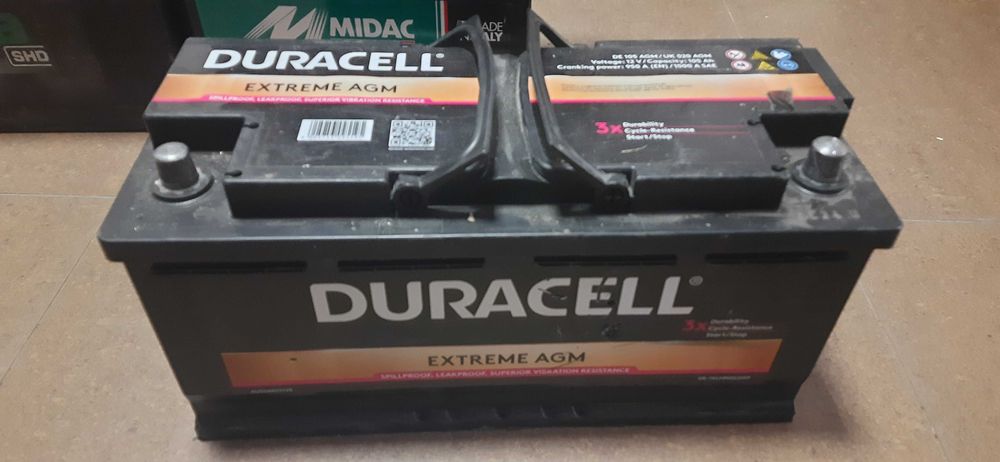 SHD
MIDAC
MADE
ITALY
DURACELL
EXTREME AGM
SPILLPROOF, LEAKPROOF, SUPERIOR VIBRATION RESISTANCE
DE 105 AGM / UK 020 AGM
Voltage: 12 V / Capacity: 105 Ah
Cranking power: 950 A (EN) / 1000 A SAE
3x Durability
Cycle-Resistance
Start/Stop
DURACELL®
3x Durability
Cycle-Resistance
Start/Stop
EXTREME AGM
SPILLPROOF, LEAKPROOF, SUPERIOR VIBRATION RESISTANCE